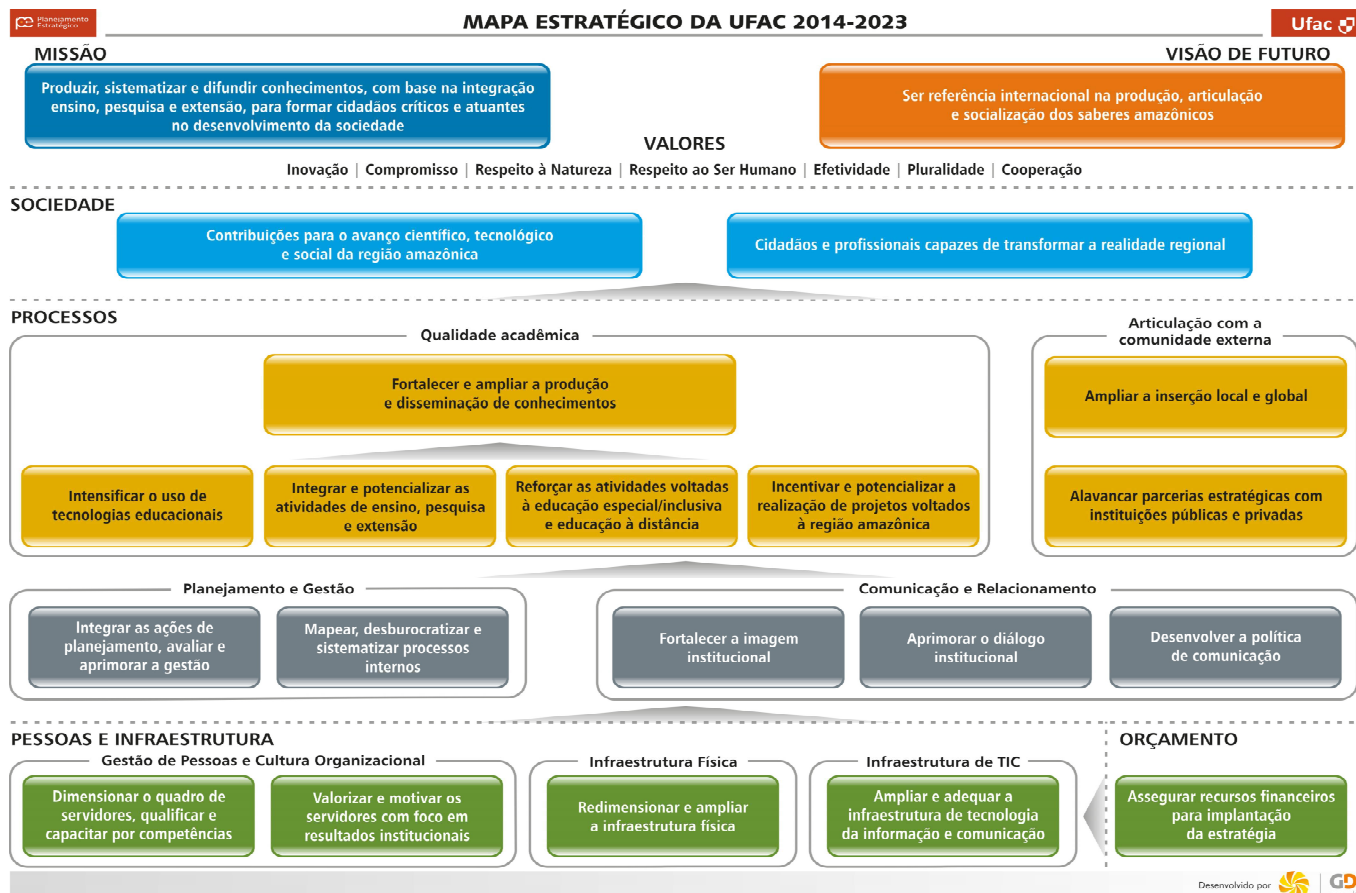 Planejamento
Estratégico
MAPA ESTRATÉGICO DA UFAC 2014-2023
Ufac
MISSÃO
Produzir, sistematizar e difundir conhecimentos, com base na integração
ensino, pesquisa e extensão, para formar cidadãos críticos e atuantes
no desenvolvimento da sociedade
VISÃO DE FUTURO
Ser referência internacional na produção, articulação
e socialização dos saberes amazônicos
VALORES
Inovação | Compromisso | Respeito à Natureza | Respeito ao Ser Humano | Efetividade | Pluralidade | Cooperação
SOCIEDADE
Contribuições para o avanço científico, tecnológico
e social da região amazônica
Cidadãos e profissionais capazes de transformar a realidade regional
PROCESSOS
Qualidade acadêmica
Fortalecer e ampliar a produção
e disseminação de conhecimentos
Intensificar o uso de
tecnologias educacionais
Integrar e potencializar as
atividades de ensino, pesquisa
e extensão
Reforçar as atividades voltadas
à educação especial/inclusiva
e educação à distância
Incentivar e potencializar a
realização de projetos voltados
à região amazônica
Articulação com a
comunidade externa
Ampliar a inserção local e global
Alavancar parcerias estratégicas com
instituições públicas e privadas
Planejamento e Gestão
Integrar as ações de
planejamento, avaliar e
aprimorar a gestão
Mapear, desburocratizar e
sistematizar processos
internos
Comunicação e Relacionamento
Fortalecer a imagem
institucional
Aprimorar o diálogo
institucional
Desenvolver a política
de comunicação
PESSOAS E INFRAESTRUTURA
Gestão de Pessoas e Cultura Organizacional
Dimensionar o quadro de
servidores, qualificar e
capacitar por competências
Valorizar e motivar os
servidores com foco em
resultados institucionais
Infraestrutura Física
Redimensionar e ampliar
a infraestrutura física
Infraestrutura de TIC
Ampliar e adequar a
infraestrutura de tecnologia
da informação e comunicação
ORÇAMENTO
Assegurar recursos financeiros
para implantação
da estratégia
Desenvolvido por
GD